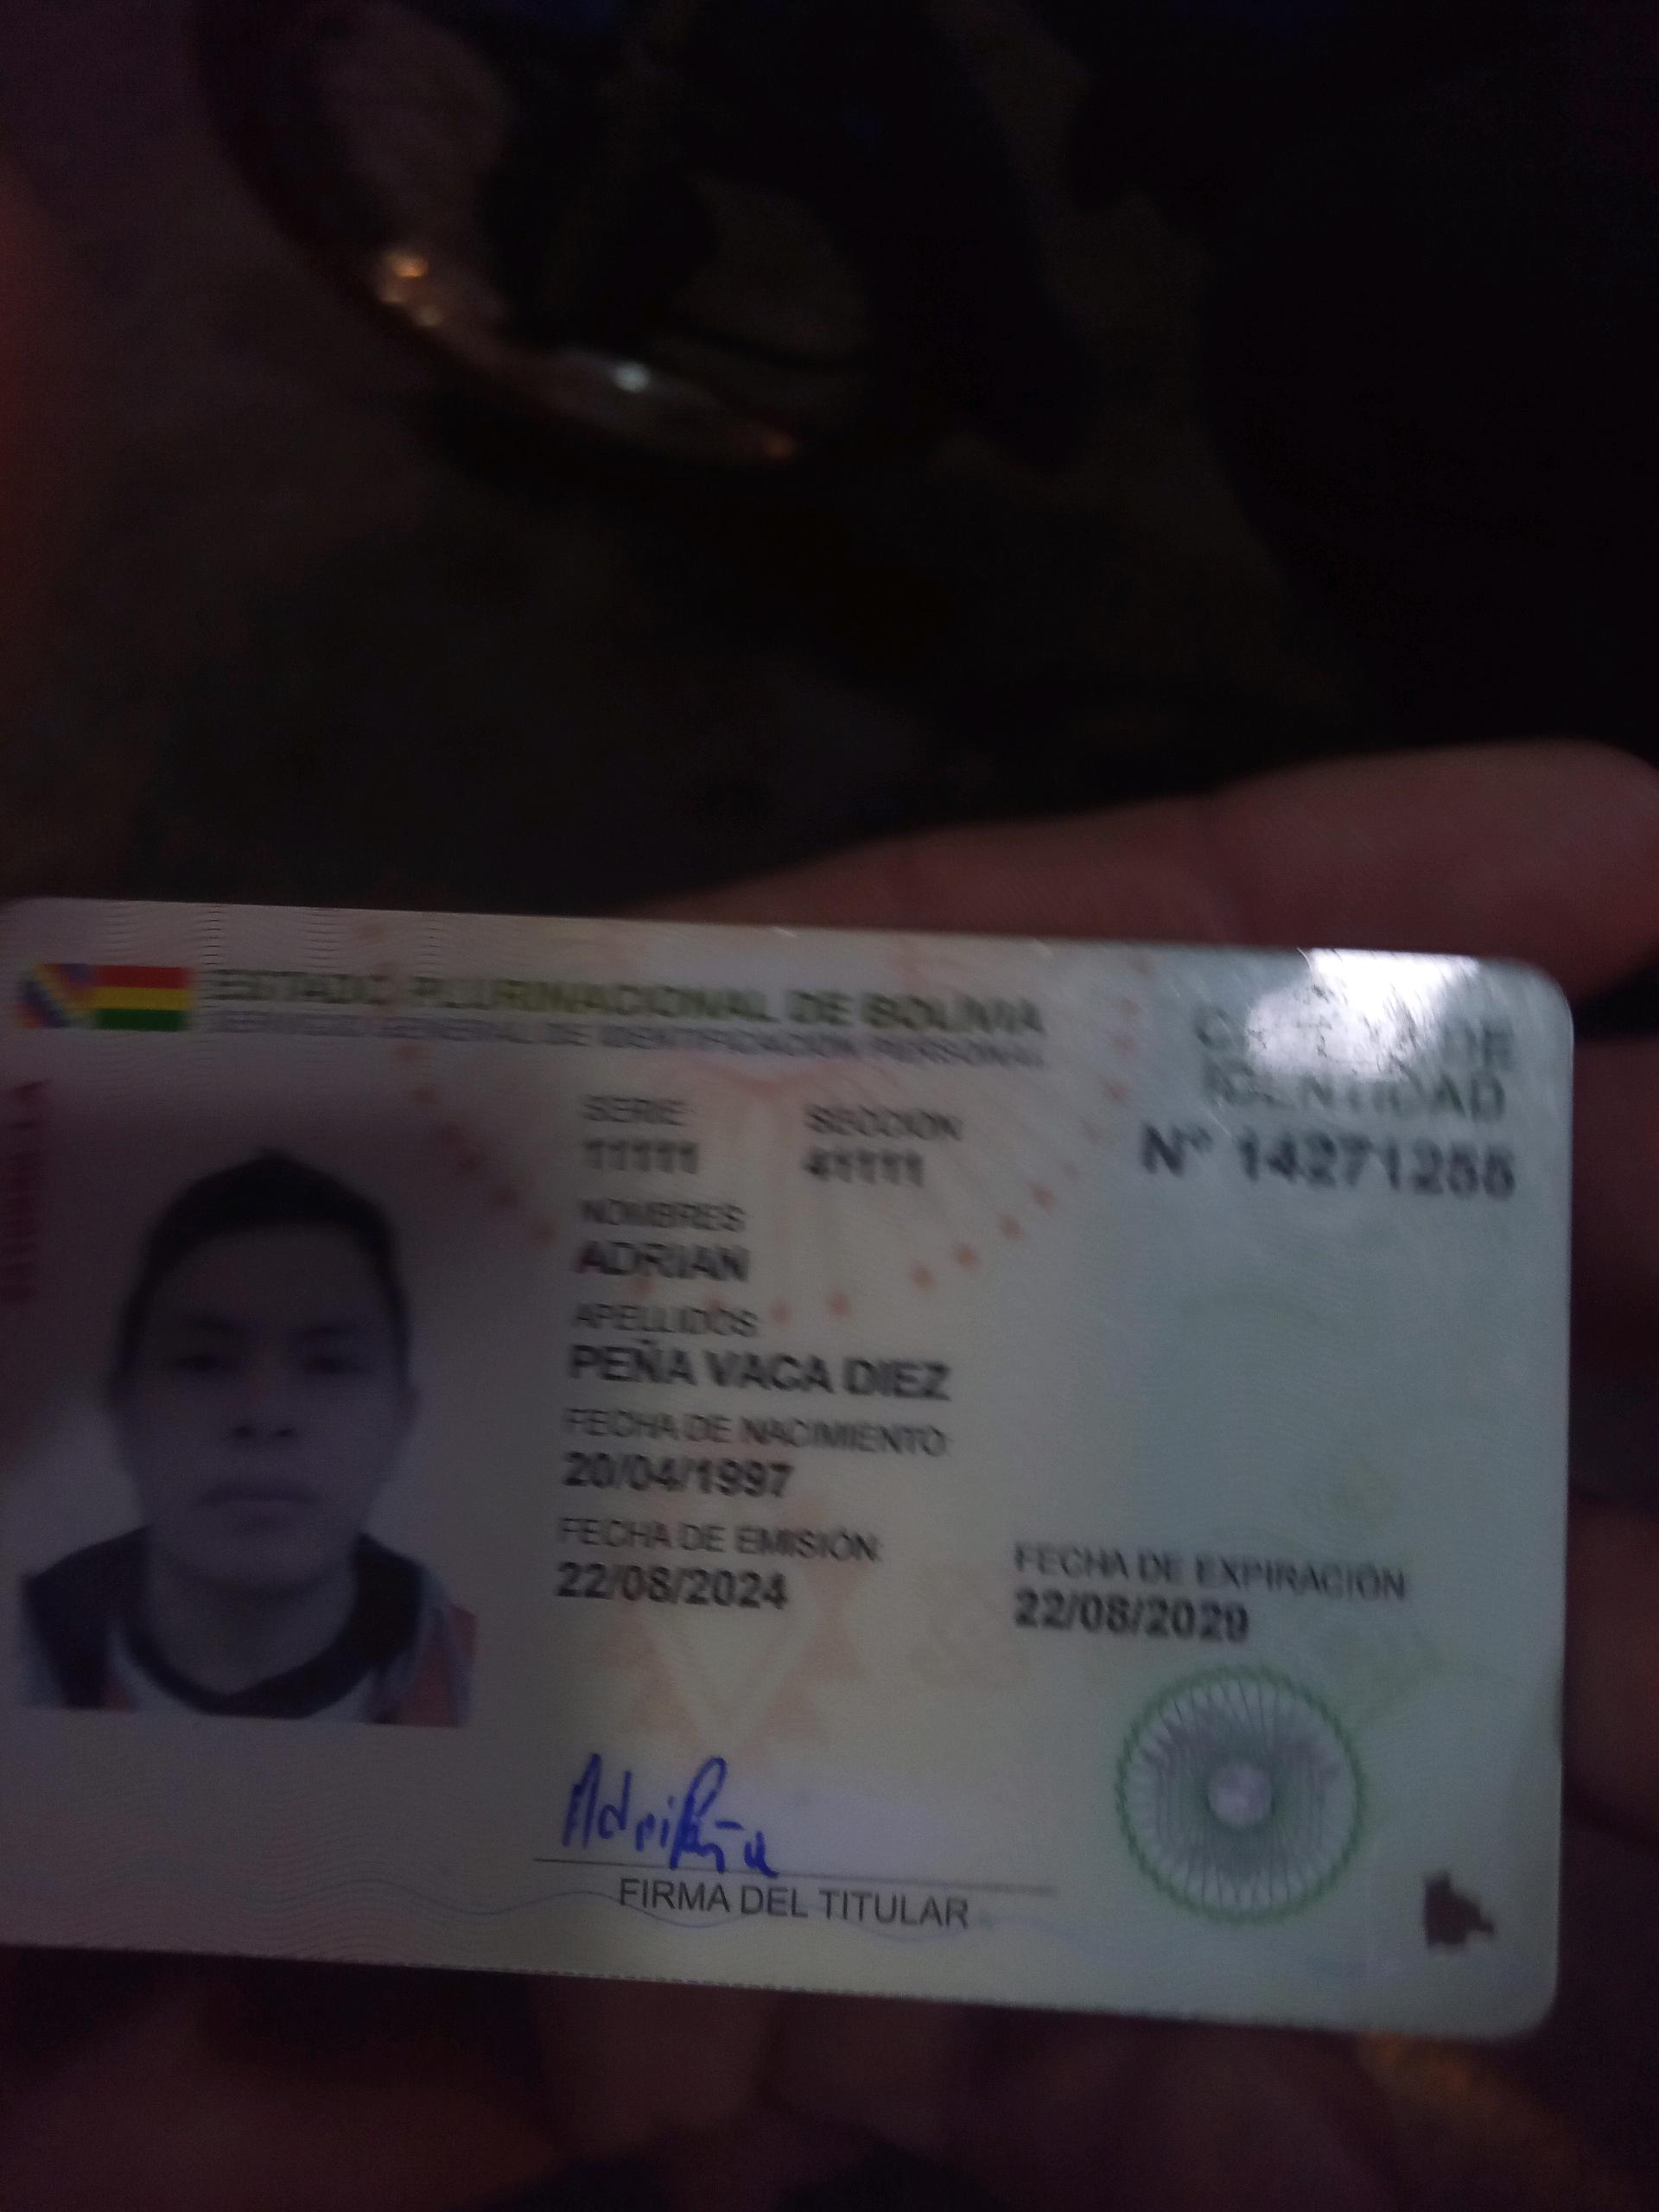 ESTADO PLURINACIONAL DE BOLIVIA
SERVICIO GENERAL DE IDENTIFICACIÓN PERSONAL
CÉDULA DE
IDENTIDAD
SERIE SECCIÓN
11111 41111
N° 14271255
NOMBRES
ADRIAN
APELLIDOS
PEÑA VACA DIEZ
FECHA DE NACIMIENTO
20/04/1997
FECHA DE EMISIÓN
22/08/2024
FECHA DE EXPIRACIÓN
22/08/2029
Adri Peña
FIRMA DEL TITULAR